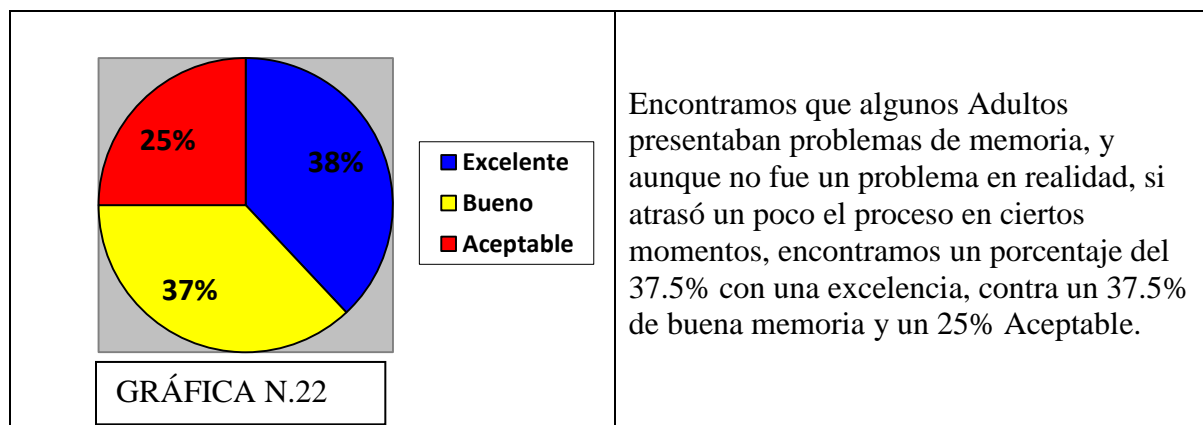 25%
38%
37%
Excelente
Bueno
Aceptable
GRÁFICA N.22
Encontramos que algunos Adultos
presentaban problemas de memoria, y
aunque no fue un problema en realidad, si
atrasó un poco el proceso en ciertos
momentos, encontramos un porcentaje del
37.5% con una excelencia, contra un 37.5%
de buena memoria y un 25% Aceptable.